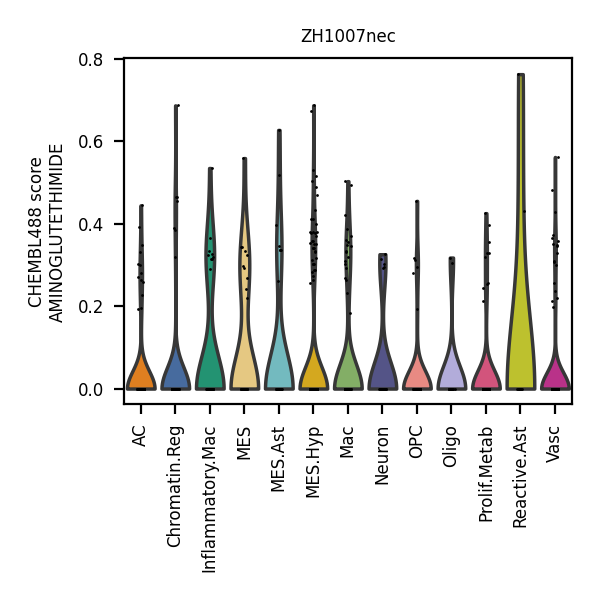 ZH1007nec
CHEMBL488 score
AMINOGLUTETHIMIDE
0.8
0.6
0.4
0.2
0.0
AC
Chromatin.Reg
Inflammatory.Mac
MES
MES.Ast
MES.Hyp
Mac
Neuron
OPC
Oligo
Prolif.Metab
Reactive.Ast
Vasc